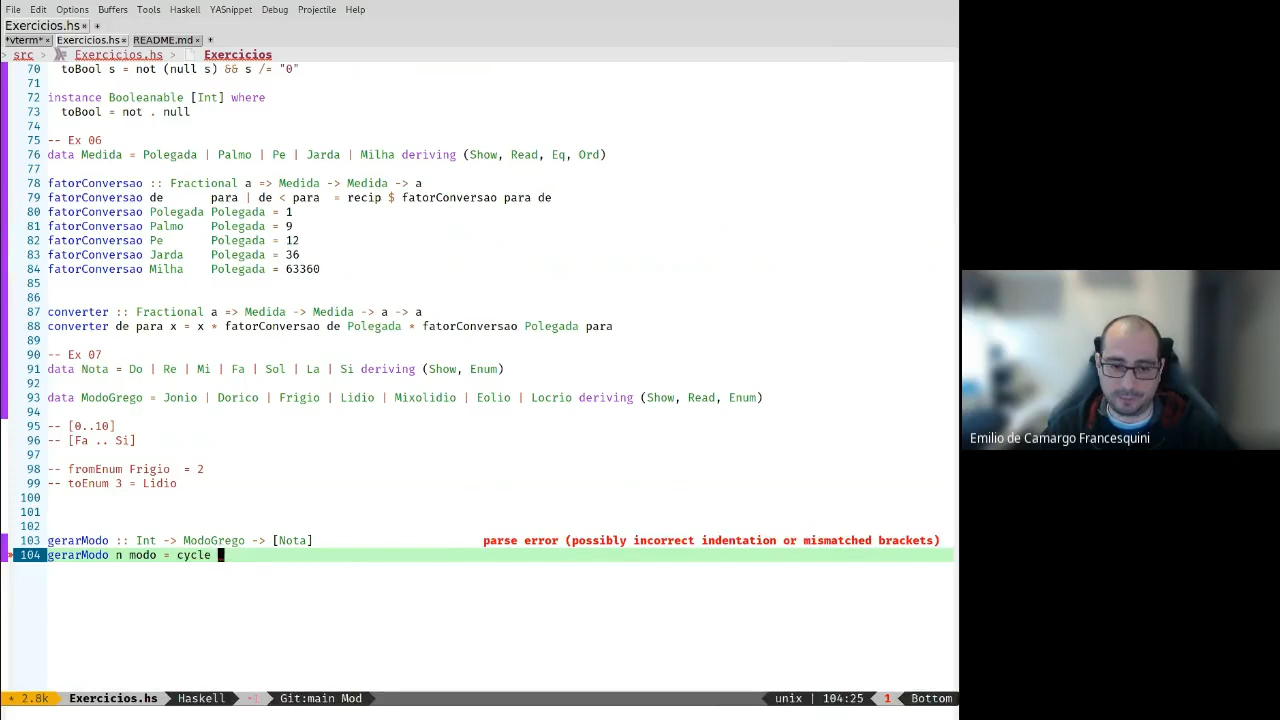 File Edit Options Buffers Tools Haskell YASnippet Debug Projectile Help
Exercicios.hs × +
*vterm* × Exercicios.hs × README.md × +
> src > Exercicios.hs > Exercicios
70 toBool s = not (null s) && s /= "0"
71
72 instance Booleanable [Int] where
73 toBool = not . null
74
75 -- Ex 06
76 data Medida = Polegada | Palmo | Pe | Jarda | Milha deriving (Show, Read, Eq, Ord)
77
78 fatorConversao :: Fractional a => Medida -> Medida -> a
79 fatorConversao de para | de < para = recip $ fatorConversao para de
80 fatorConversao Polegada Polegada = 1
81 fatorConversao Palmo Polegada = 9
82 fatorConversao Pe Polegada = 12
83 fatorConversao Jarda Polegada = 36
84 fatorConversao Milha Polegada = 63360
85
86
87 converter :: Fractional a => Medida -> Medida -> a -> a
88 converter de para x = x * fatorConversao de Polegada * fatorConversao Polegada para
89
90 -- Ex 07
91 data Nota = Do | Re | Mi | Fa | Sol | La | Si deriving (Show, Enum)
92
93 data ModoGrego = Jonio | Dorico | Frigio | Lidio | Mixolidio | Eolio | Locrio deriving (Show, Read, Enum)
94
95 -- [0..10]
96 -- [Fa .. Si]
97
98 -- fromEnum Frigio = 2
99 -- toEnum 3 = Lidio
100
101
102
103 gerarModo :: Int -> ModoGrego -> [Nota] parse error (possibly incorrect indentation or mismatched brackets)
» 104 gerarModo n modo = cycle
* 2.8k Exercicios.hs Haskell Git:main Mod unix | 104:25 1 Bottom
Emilio de Camargo Francesquini